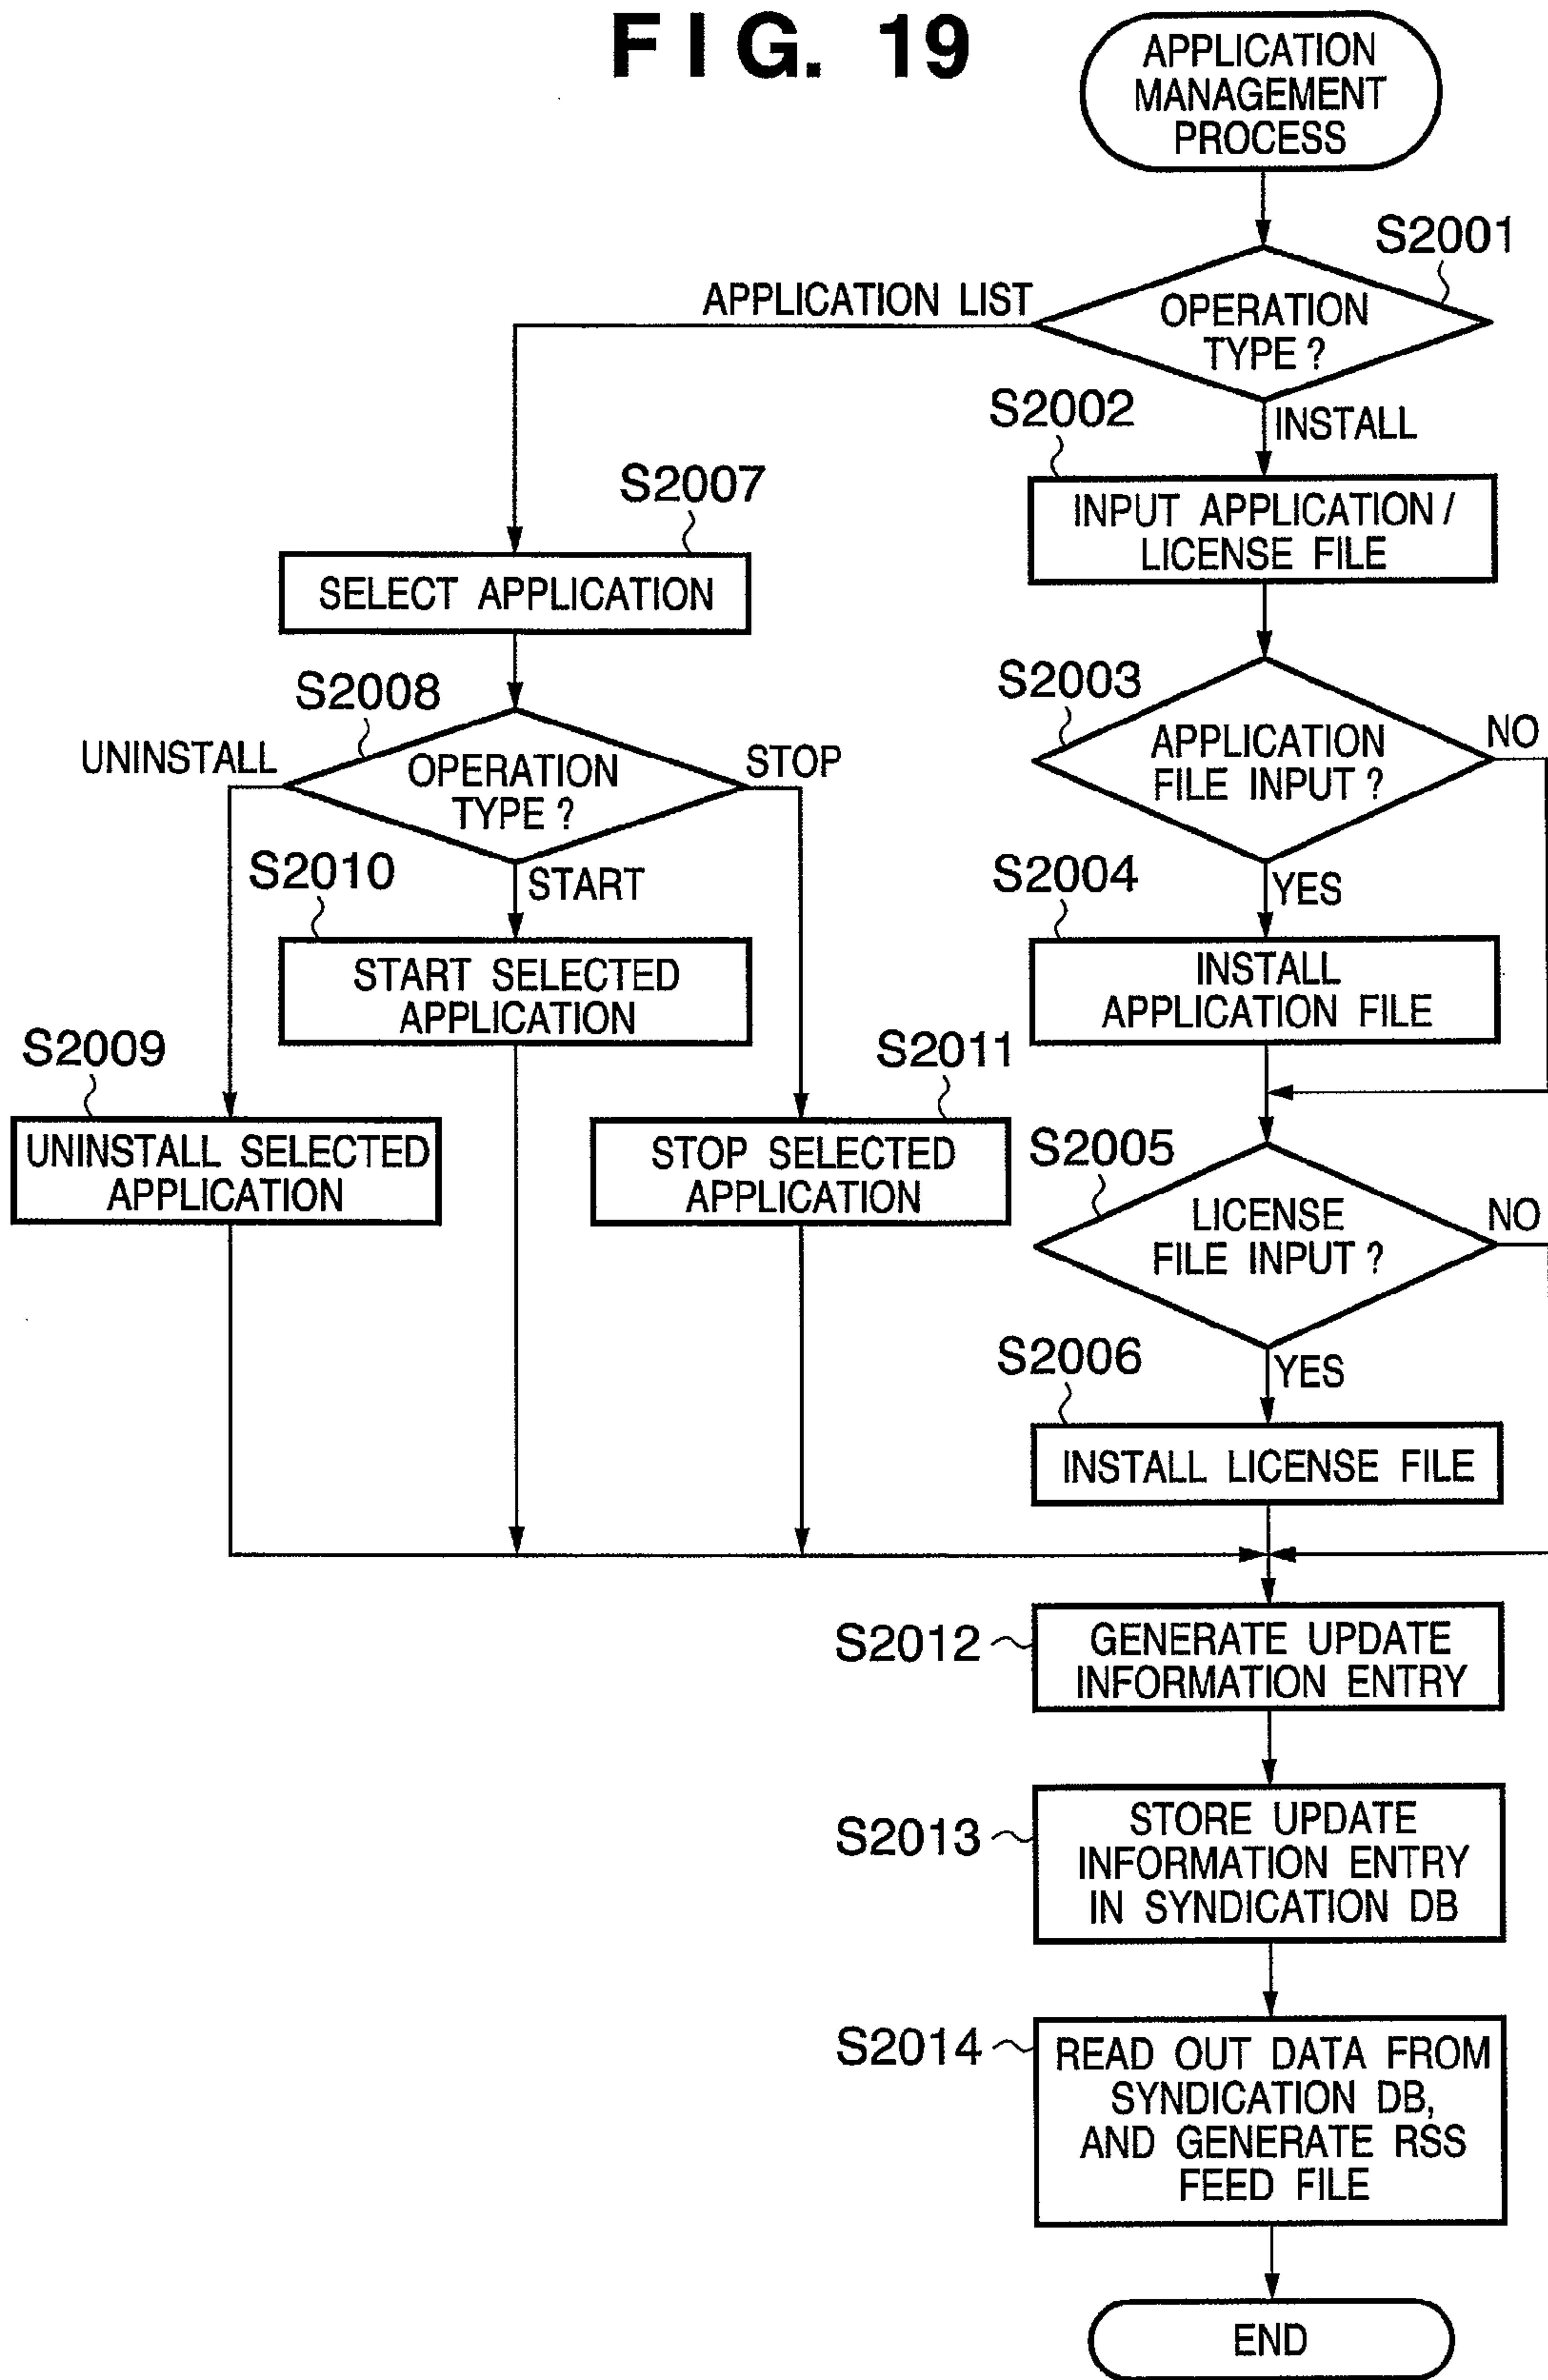 FIG. 19
APPLICATION
MANAGEMENT
PROCESS
S2001
APPLICATION LIST
OPERATION
TYPE ?
S2002
INSTALL
INPUT APPLICATION /
LICENSE FILE
S2007
SELECT APPLICATION
S2003
APPLICATION
FILE INPUT ?
NO
S2008
UNINSTALL
OPERATION
TYPE ?
STOP
S2010
START
S2004
YES
START SELECTED
APPLICATION
INSTALL
APPLICATION FILE
S2009
UNINSTALL SELECTED
APPLICATION
S2011
STOP SELECTED
APPLICATION
S2005
LICENSE
FILE INPUT ?
NO
S2006
YES
INSTALL LICENSE FILE
S2012
GENERATE UPDATE
INFORMATION ENTRY
S2013
STORE UPDATE
INFORMATION ENTRY
IN SYNDICATION DB
S2014
READ OUT DATA FROM
SYNDICATION DB,
AND GENERATE RSS
FEED FILE
END